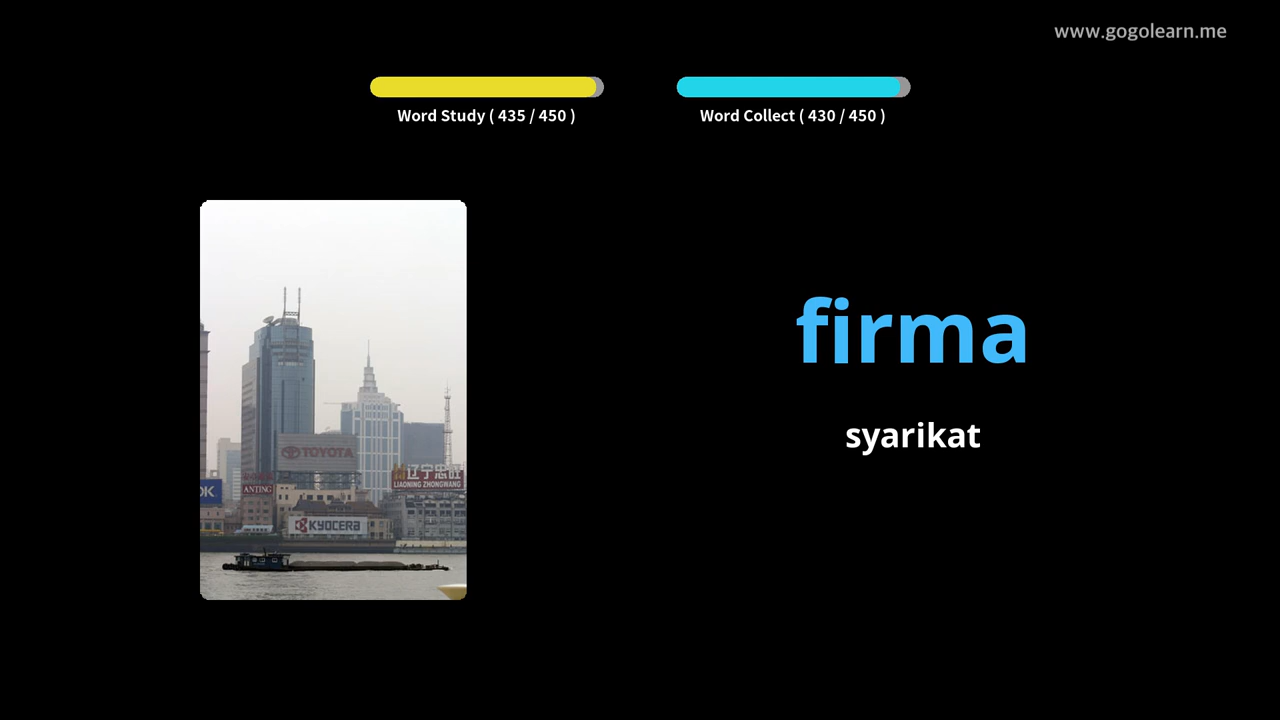 www.gogolearn.me
Word Study ( 435 / 450 )
Word Collect ( 430 / 450 )
firma
syarikat
TOYOTA
辽宁忠旺
LIAONING ZHONGWANG
ANTING
OK
KYOCERA